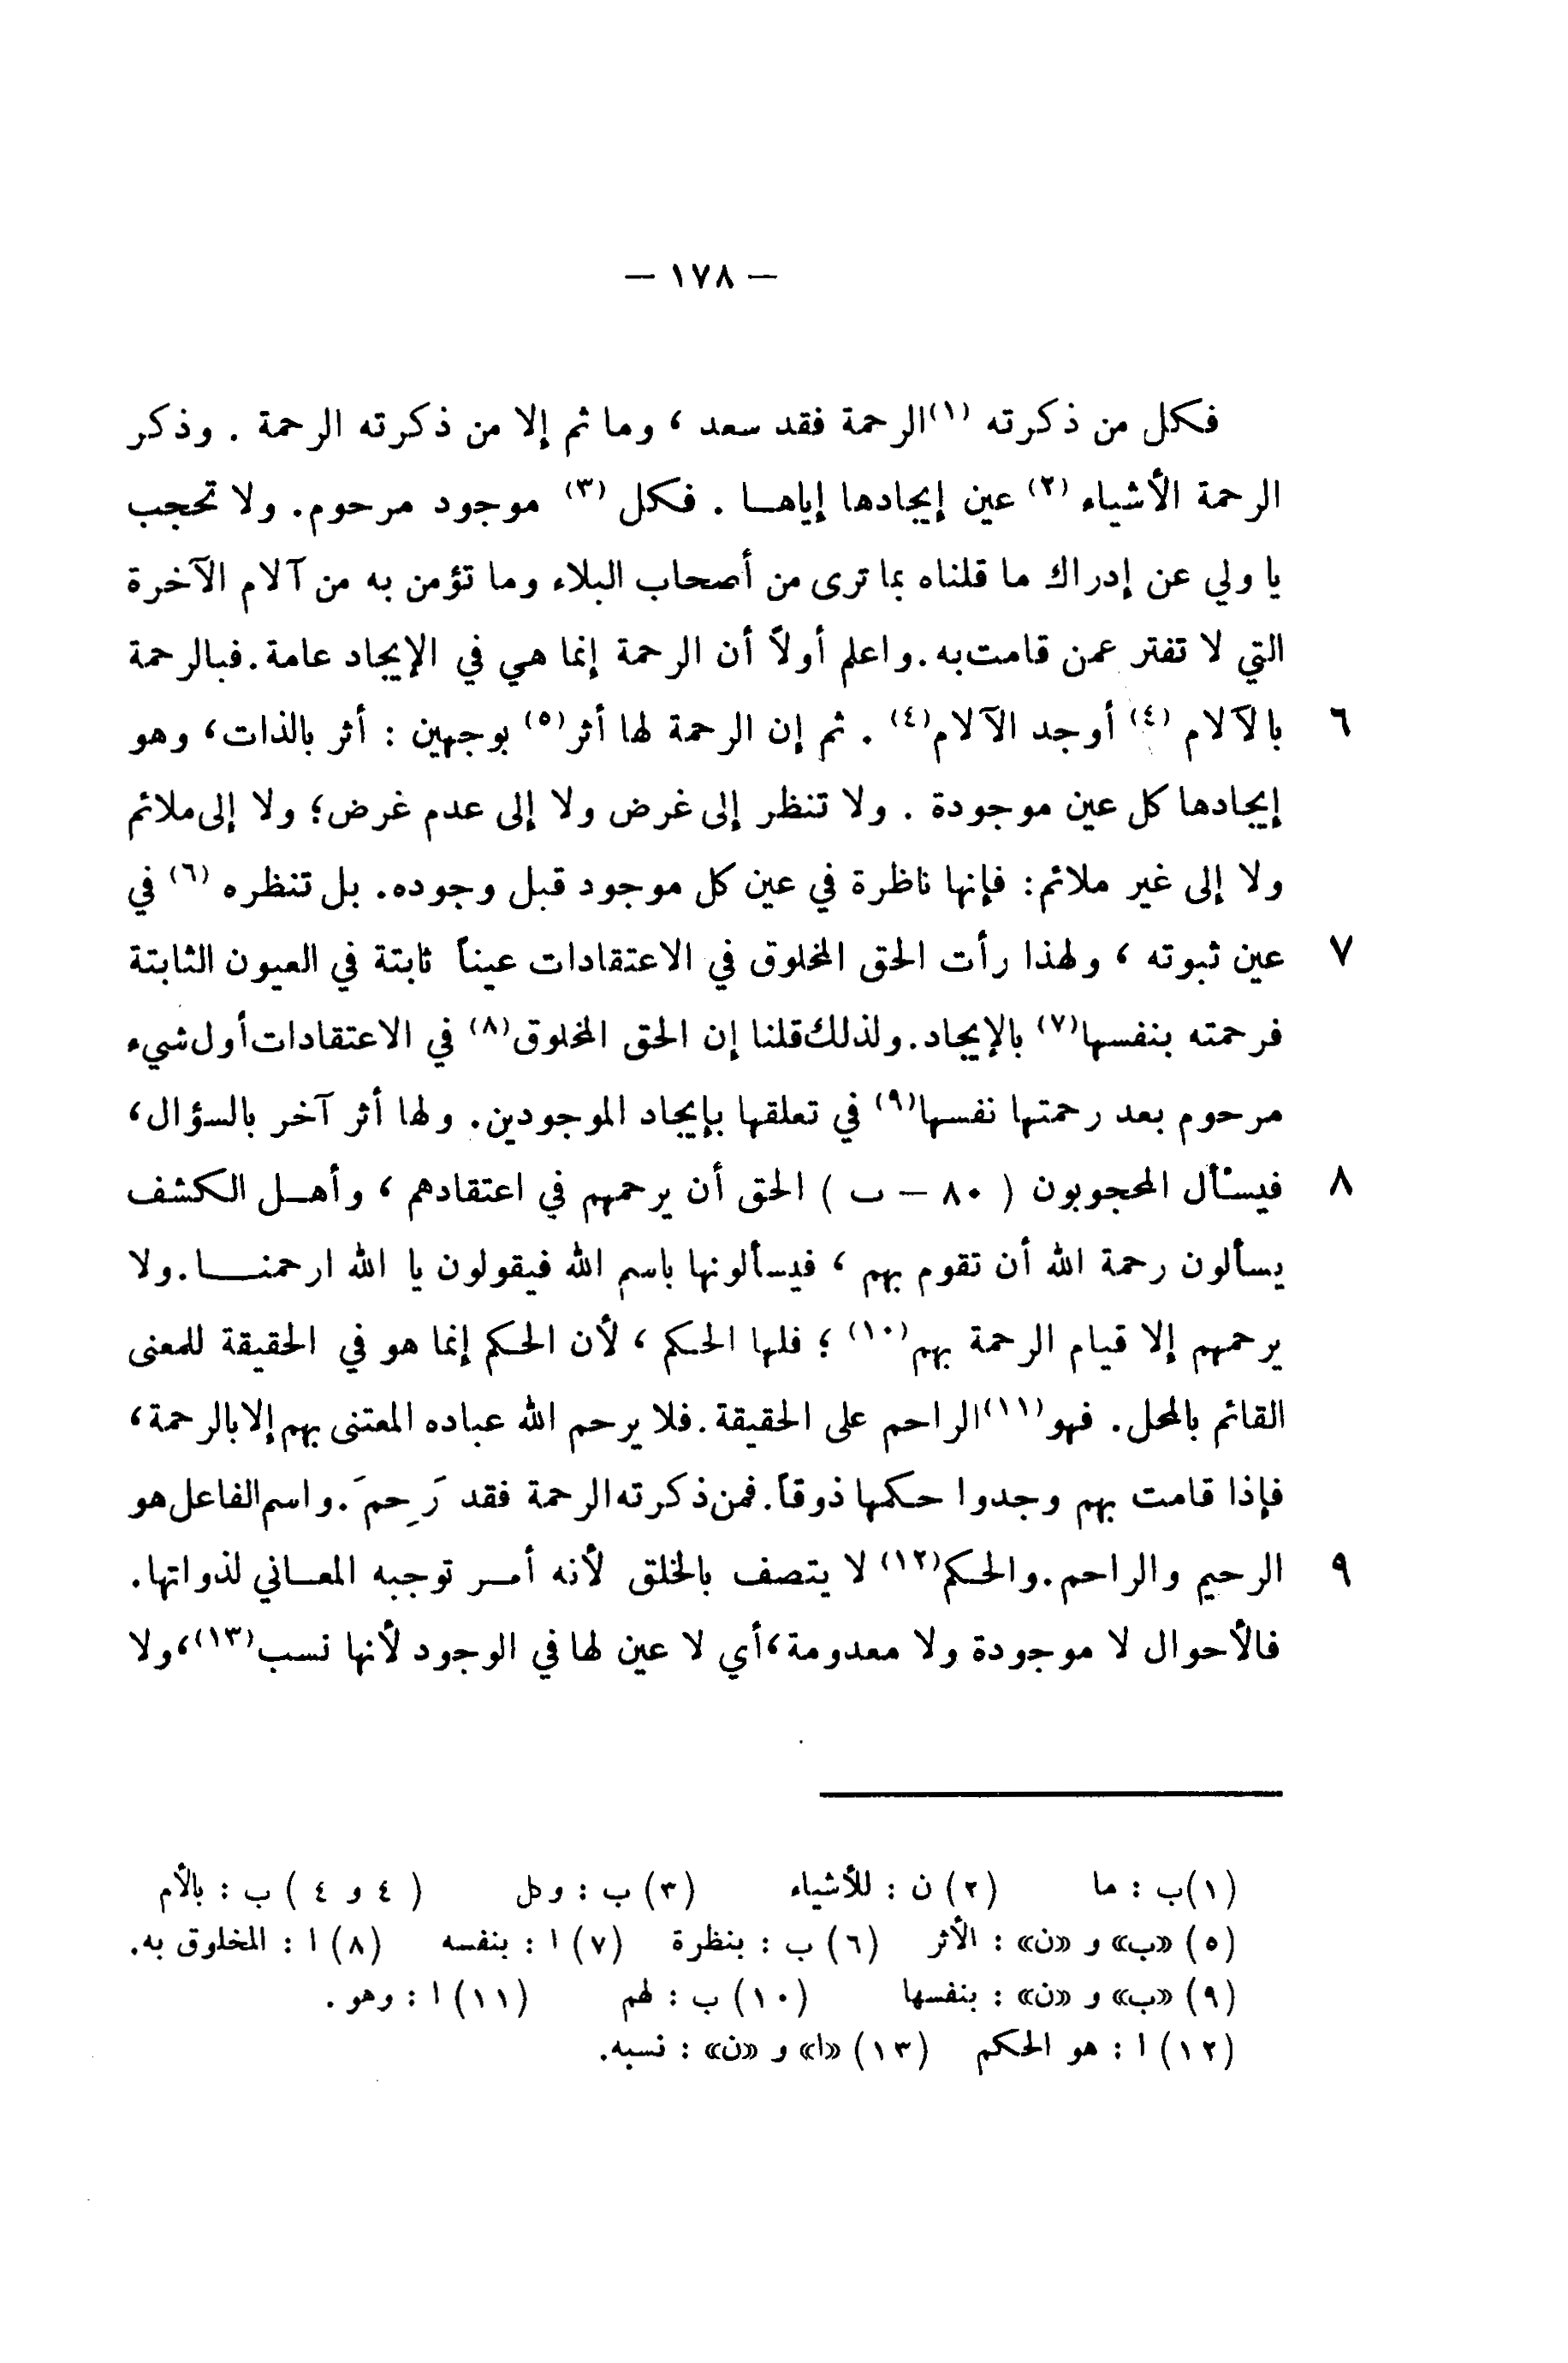 — ١٧٨ —
فكل من ذكرته (١) الرحمة فقد سعد ، وما ثم إلا من ذكرته الرحمة . وذكر
الرحمة الأشياء (٢) عين إيجادها إياهـا . فكل (٣) موجود مرحوم. ولا تحجب
يا ولي عن إدراك ما قلناه بما ترى من أصحاب البلاء وما تؤمن به من آلام الآخرة
التي لا تفتر عمن قامت به. واعلم أولاً أن الرحمة إنما هي في الإيجاد عامة. فبالرحمة
٦ بالآلام (٤) أوجد الآلام (٤) . ثم إن الرحمة لها أثر (٥) بوجهين : أثر بالذات، وهو
إيجادها كل عين موجودة . ولا تنظر إلى غرض ولا إلى عدم غرض؛ ولا إلى ملائم
ولا إلى غير ملائم: فإنها ناظرة في عين كل موجود قبل وجوده. بل تنظره (٦) في
٧ عين ثبوته ، ولهذا رأت الحق المخلوق في الاعتقادات عيناً ثابتة في العيون الثابتة
فرحمته بنفسها (٧) بالإيجاد. ولذلك قلنا إن الحق المخلوق (٨) في الاعتقادات أول شيء
مرحوم بعد رحمتها نفسها (٩) في تعلقها بإيجاد الموجودين. ولها أثر آخر بالسؤال،
٨ فيسْأل المحجوبون ( ٨٠ – ب ) الحق أن يرحمهم في اعتقادهم ، وأهـل الكشف
يسألون رحمة الله أن تقوم بهم ، فيسألونها باسم الله فيقولون يا الله ارحمنـــا. ولا
يرحمهم إلا قيام الرحمة بهم (١٠) ؛ فلها الحكم ، لأن الحكم إنما هو في الحقيقة للمعنى
القائم بالمحل. فهو (١١) الراحم على الحقيقة. فلا يرحم الله عباده المعتنى بهم إلا بالرحمة،
فإذا قامت بهم وجدوا حكمها ذوقاً. فمن ذكرته الرحمة فقد رَحِمَ. واسم الفاعل هو
٩ الرحيم والراحم. والحكم (١٢) لا يتصف بالخلق لأنه أمـر توجبه المعـاني لذواتها.
فالأحوال لا موجودة ولا معدومة، أي لا عين لها في الوجود لأنها نسب (١٣)، ولا
(١) ب : ما (٢) ن : للأشياء (٣) ب : وكل ( ٤ و ٤ ) ب : بالأم
(٥) «ب» و «ن» : الأثر (٦) ب : بنظرة (٧) ا : بنفسه (٨) ا : المخلوق به.
(٩) «ب» و «ن» : بنفسها (١٠) ب : لهم (١١) ا : وهو .
(١٢) ا : هو الحكم (١٣) «ا» و «ن» : نسبه.